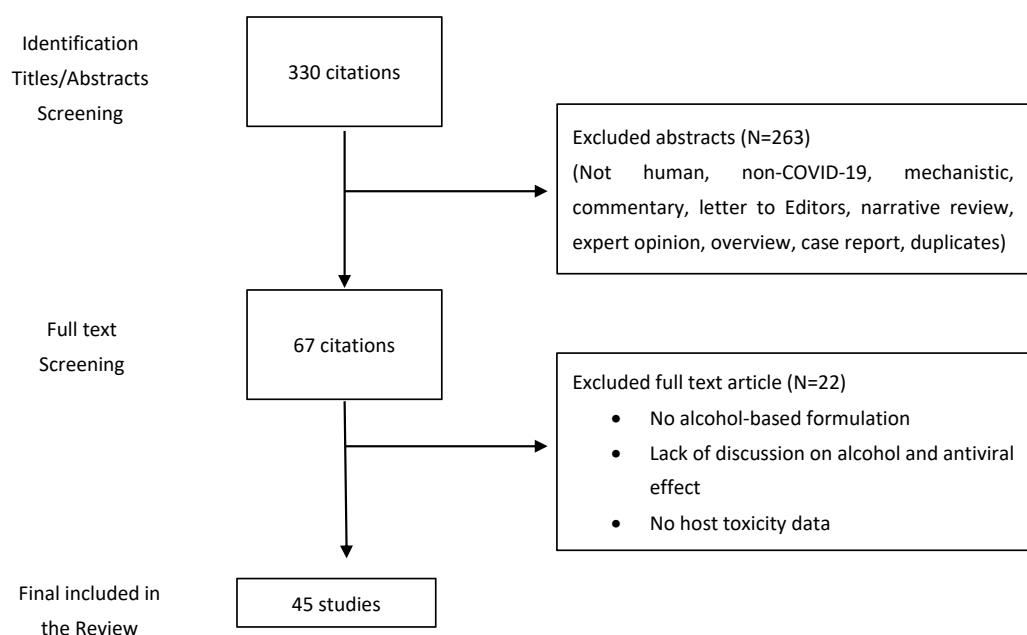 Identification
Titles/Abstracts
Screening
330 citations
Excluded abstracts (N=263)
(Not human, non-COVID-19, mechanistic,
commentary, letter to Editors, narrative review,
expert opinion, overview, case report, duplicates)
Full text
Screening
67 citations
Excluded full text article (N=22)
• No alcohol-based formulation
• Lack of discussion on alcohol and antiviral
effect
• No host toxicity data
Final included in
the Review
45 studies